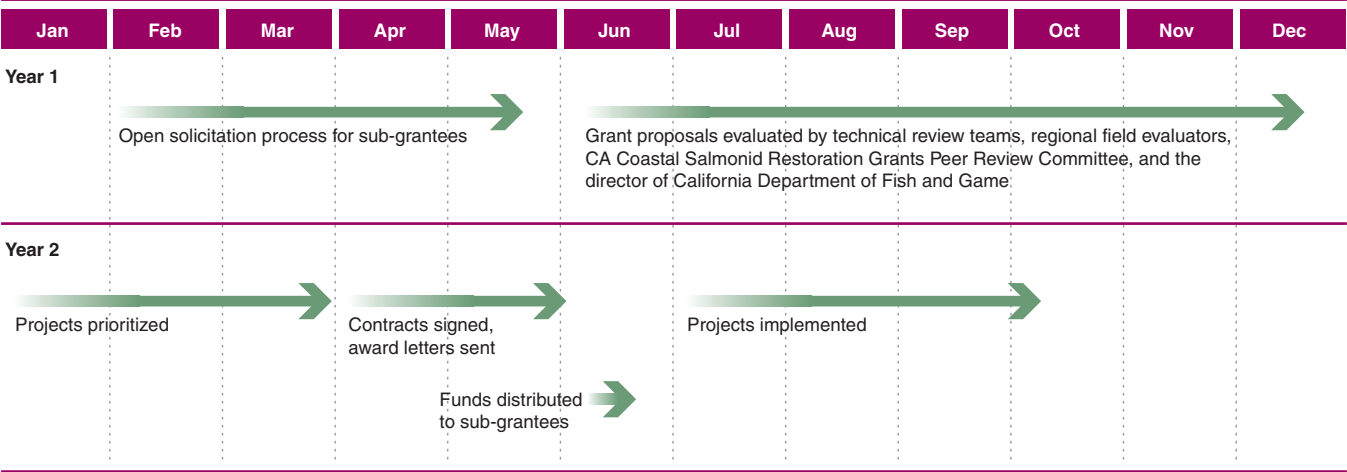 Jan Feb Mar Apr May Jun Jul Aug Sep Oct Nov Dec
Year 1
Open solicitation process for sub-grantees
Grant proposals evaluated by technical review teams, regional field evaluators,
CA Coastal Salmonid Restoration Grants Peer Review Committee, and the
director of California Department of Fish and Game
Year 2
Projects prioritized
Contracts signed,
award letters sent
Projects implemented
Funds distributed
to sub-grantees